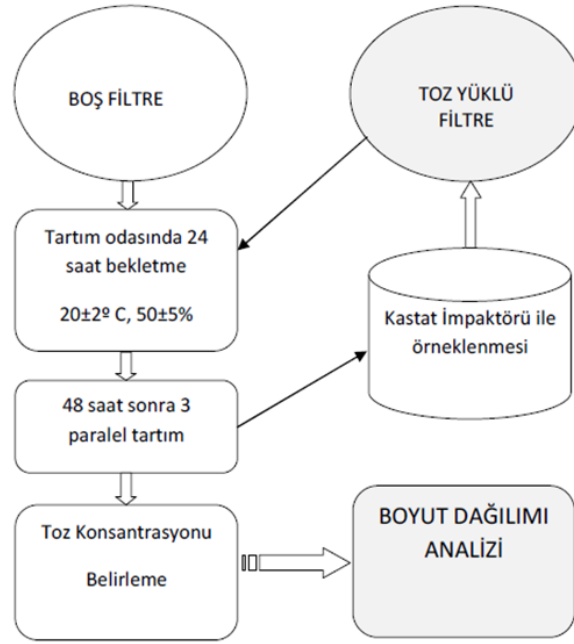 BOŞ FİLTRE
TOZ YÜKLÜ
FİLTRE
Tartım odasında 24
saat bekletme
20±2º C, 50±5%
Kastat İmpaktörü ile
örneklenmesi
48 saat sonra 3
paralel tartım
Toz Konsantrasyonu
Belirleme
BOYUT DAĞILIMI
ANALİZİ